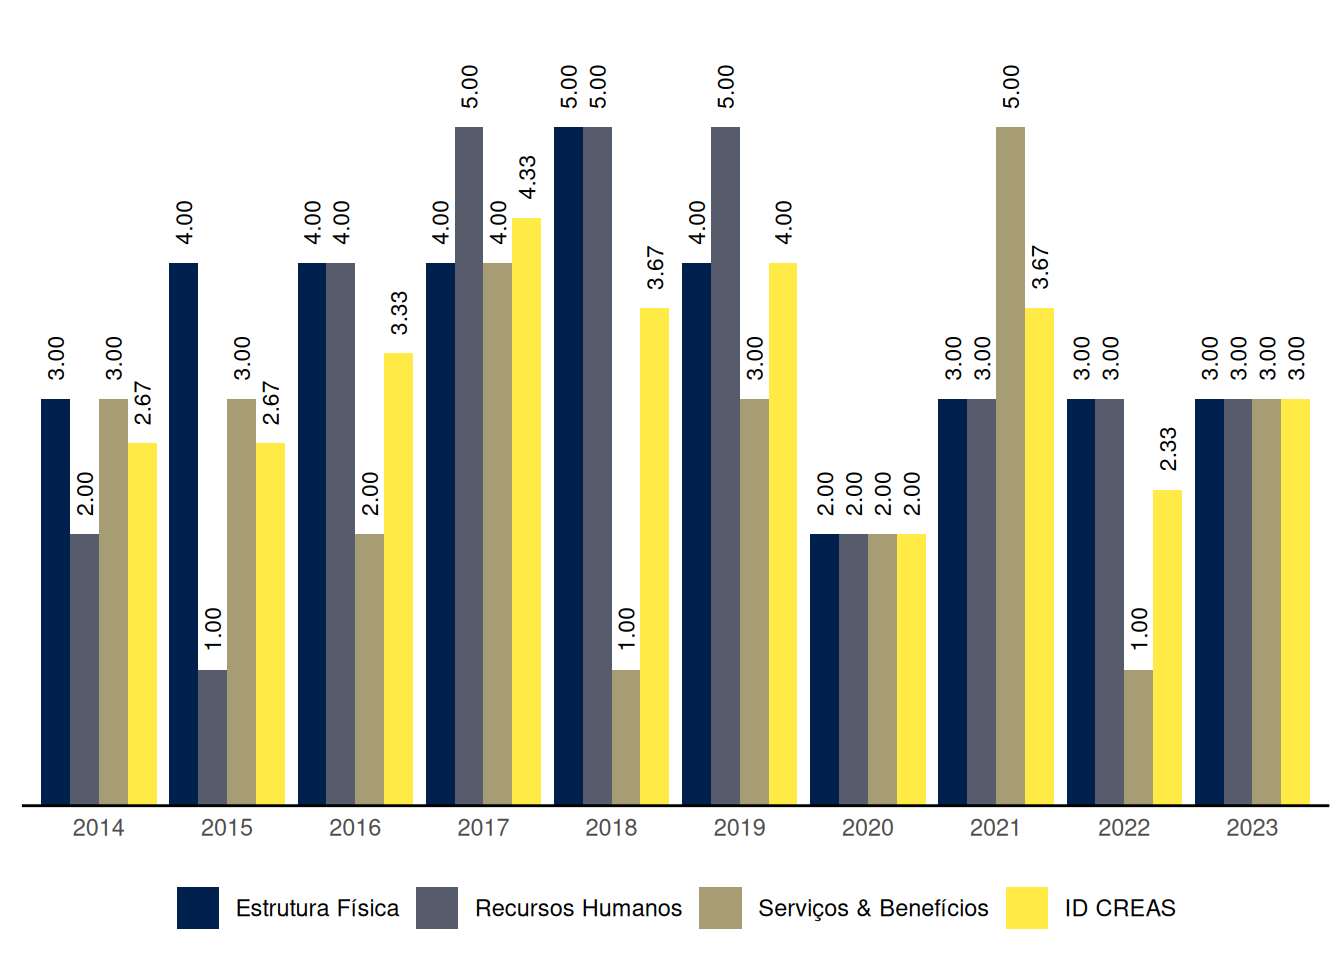 5.00 5.00 5.00 5.00 5.00
4.33
4.00 4.00 4.00 4.00 4.00 4.00 4.00
3.67 3.67
3.33
3.00 3.00 3.00 3.00 3.00 3.00 3.00 3.00 3.00 3.00 3.00 3.00
2.67 2.67
2.33
2.00 2.00 2.00 2.00 2.00 2.00
1.00 1.00 1.00
2014 2015 2016 2017 2018 2019 2020 2021 2022 2023
Estrutura Física Recursos Humanos Serviços & Benefícios ID CREAS